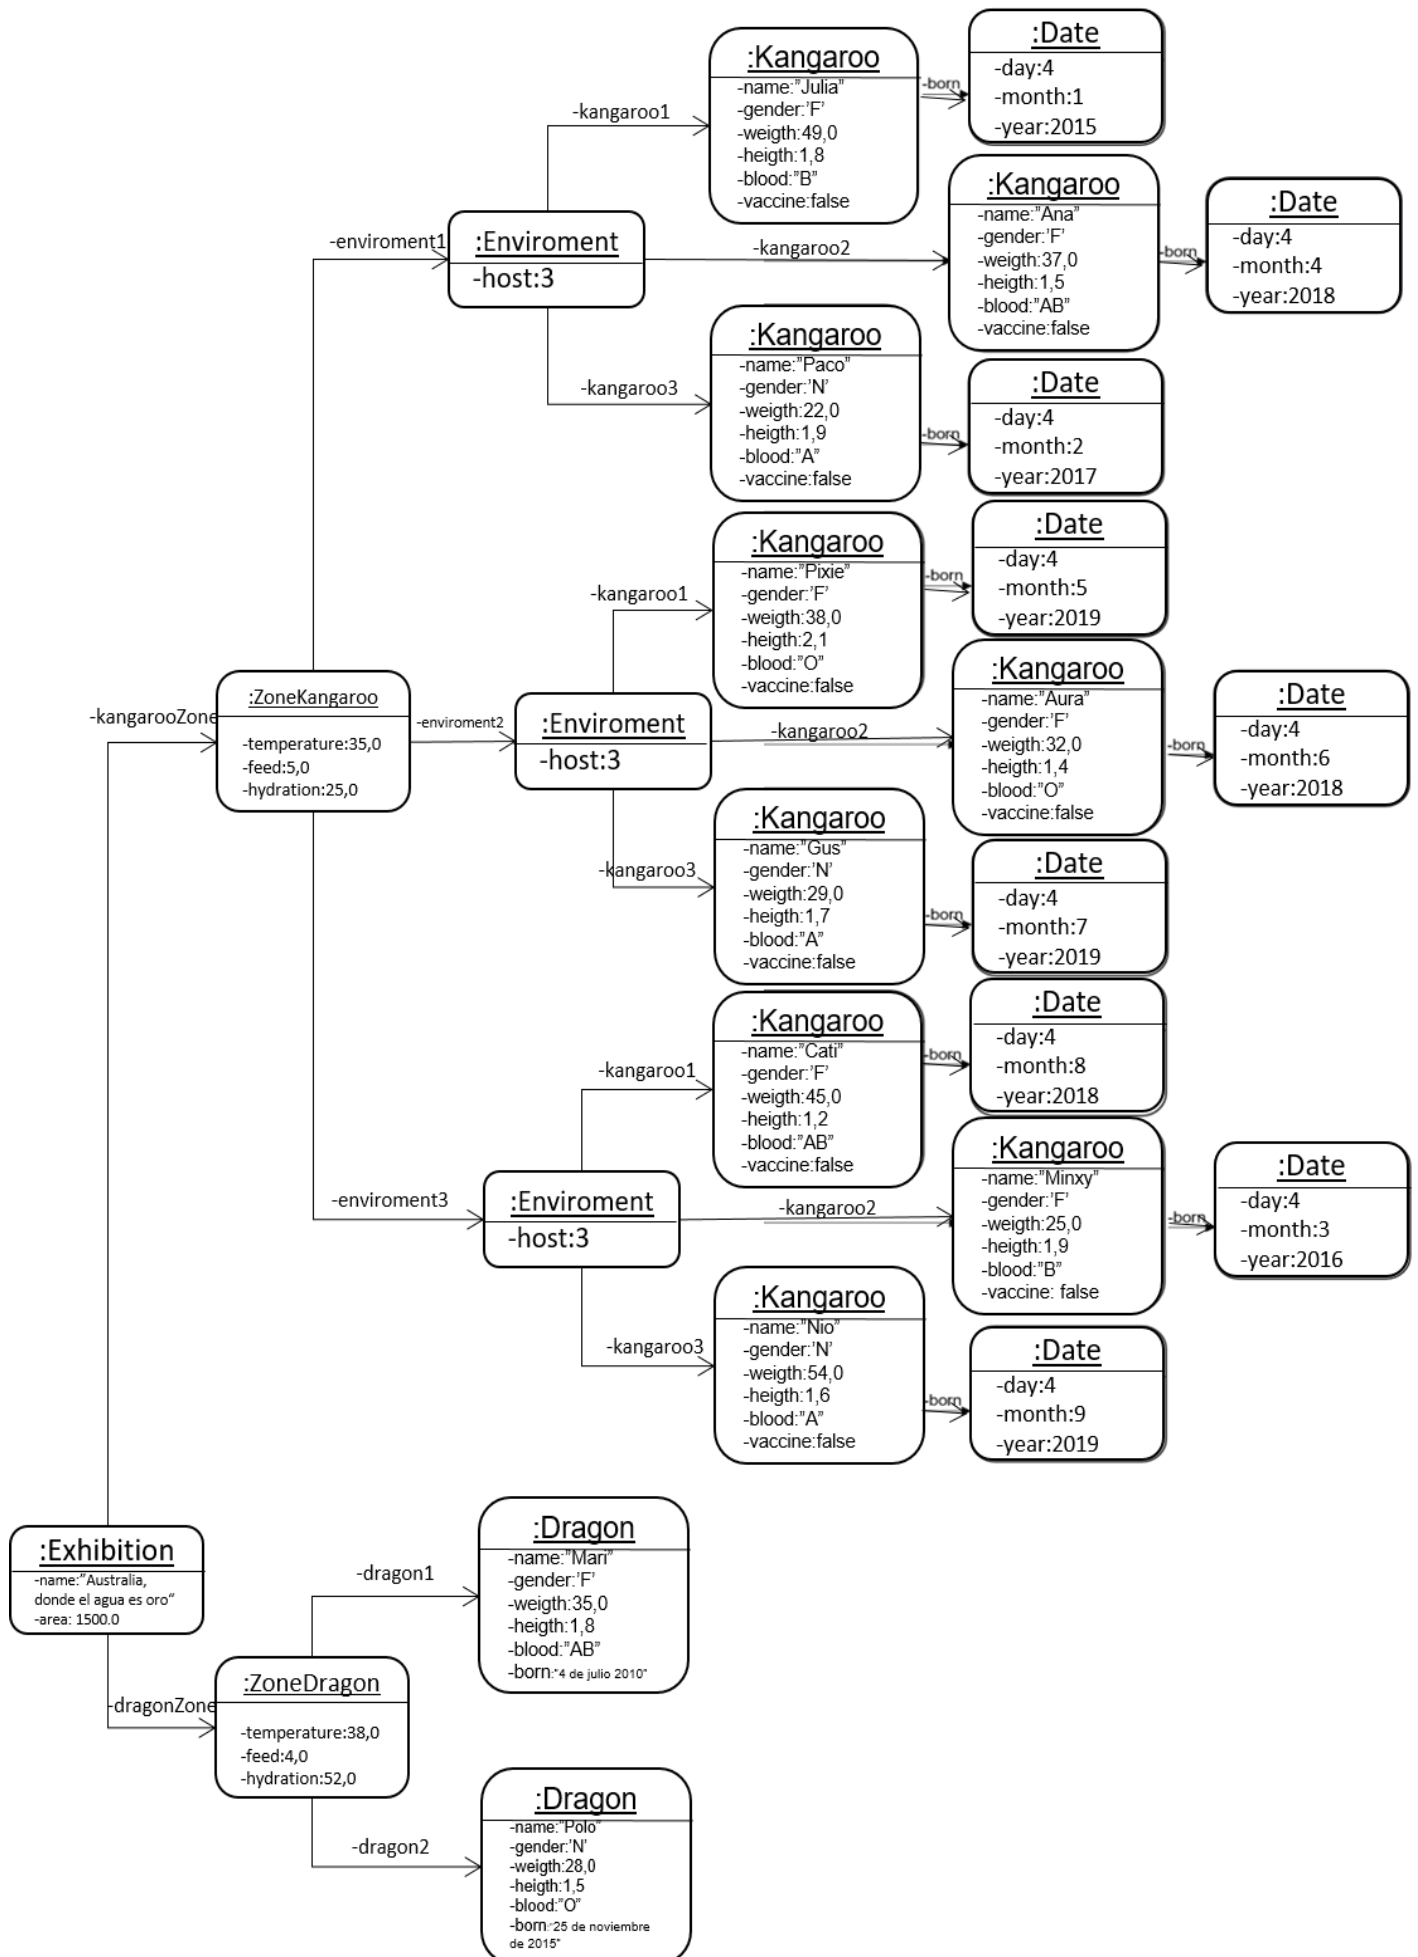 :Kangaroo
-name:"Julia"
-gender:'F'
-weigth:49,0
-heigth:1,8
-blood:"B"
-vaccine:false
-born
:Date
-day:4
-month:1
-year:2015
-kangaroo1
:Kangaroo
-name:"Ana"
-gender:'F'
-weigth:37,0
-heigth:1,5
-blood:"AB"
-vaccine:false
-born
:Date
-day:4
-month:4
-year:2018
-enviroment1
:Enviroment
-host:3
-kangaroo2
:Kangaroo
-name:"Paco"
-gender:'N'
-weigth:22,0
-heigth:1,9
-blood:"A"
-vaccine:false
-kangaroo3
-born
:Date
-day:4
-month:2
-year:2017
:Kangaroo
-name:"Pixie"
-gender:'F'
-weigth:38,0
-heigth:2,1
-blood:"O"
-vaccine:false
-kangaroo1
-born
:Date
-day:4
-month:5
-year:2019
-kangarooZone
:ZoneKangaroo
-temperature:35,0
-feed:5,0
-hydration:25,0
-enviroment2
:Enviroment
-host:3
-kangaroo2
:Kangaroo
-name:"Aura"
-gender:'F'
-weigth:32,0
-heigth:1,4
-blood:"O"
-vaccine:false
-born
:Date
-day:4
-month:6
-year:2018
-kangaroo3
:Kangaroo
-name:"Gus"
-gender:'N'
-weigth:29,0
-heigth:1,7
-blood:"A"
-vaccine:false
-born
:Date
-day:4
-month:7
-year:2019
:Kangaroo
-name:"Cati"
-gender:'F'
-weigth:45,0
-heigth:1,2
-blood:"AB"
-vaccine:false
-kangaroo1
-born
:Date
-day:4
-month:8
-year:2018
-enviroment3
:Enviroment
-host:3
-kangaroo2
:Kangaroo
-name:"Minxy"
-gender:'F'
-weigth:25,0
-heigth:1,9
-blood:"B"
-vaccine: false
-born
:Date
-day:4
-month:3
-year:2016
-kangaroo3
:Kangaroo
-name:"Nio"
-gender:'N'
-weigth:54,0
-heigth:1,6
-blood:"A"
-vaccine:false
-born
:Date
-day:4
-month:9
-year:2019
:Exhibition
-name:"Australia,
donde el agua es oro"
-area: 1500.0
-dragon1
:Dragon
-name:"Mari"
-gender:'F'
-weigth:35,0
-heigth:1,8
-blood:"AB"
-born:"4 de julio 2010"
-dragonZone
:ZoneDragon
-temperature:38,0
-feed:4,0
-hydration:52,0
-dragon2
:Dragon
-name:"Polo"
-gender:'N'
-weigth:28,0
-heigth:1,5
-blood:"O"
-born:"25 de noviembre
de 2015"